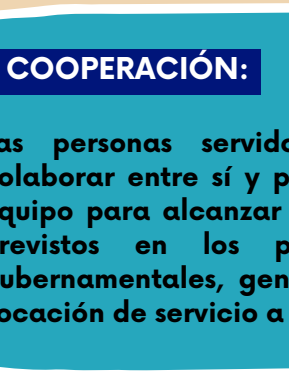 COOPERACIÓN:
as personas servido
olaborar entre sí y p
quipo para alcanzar
revistos en los p
ubernamentales, gen
ocación de servicio a